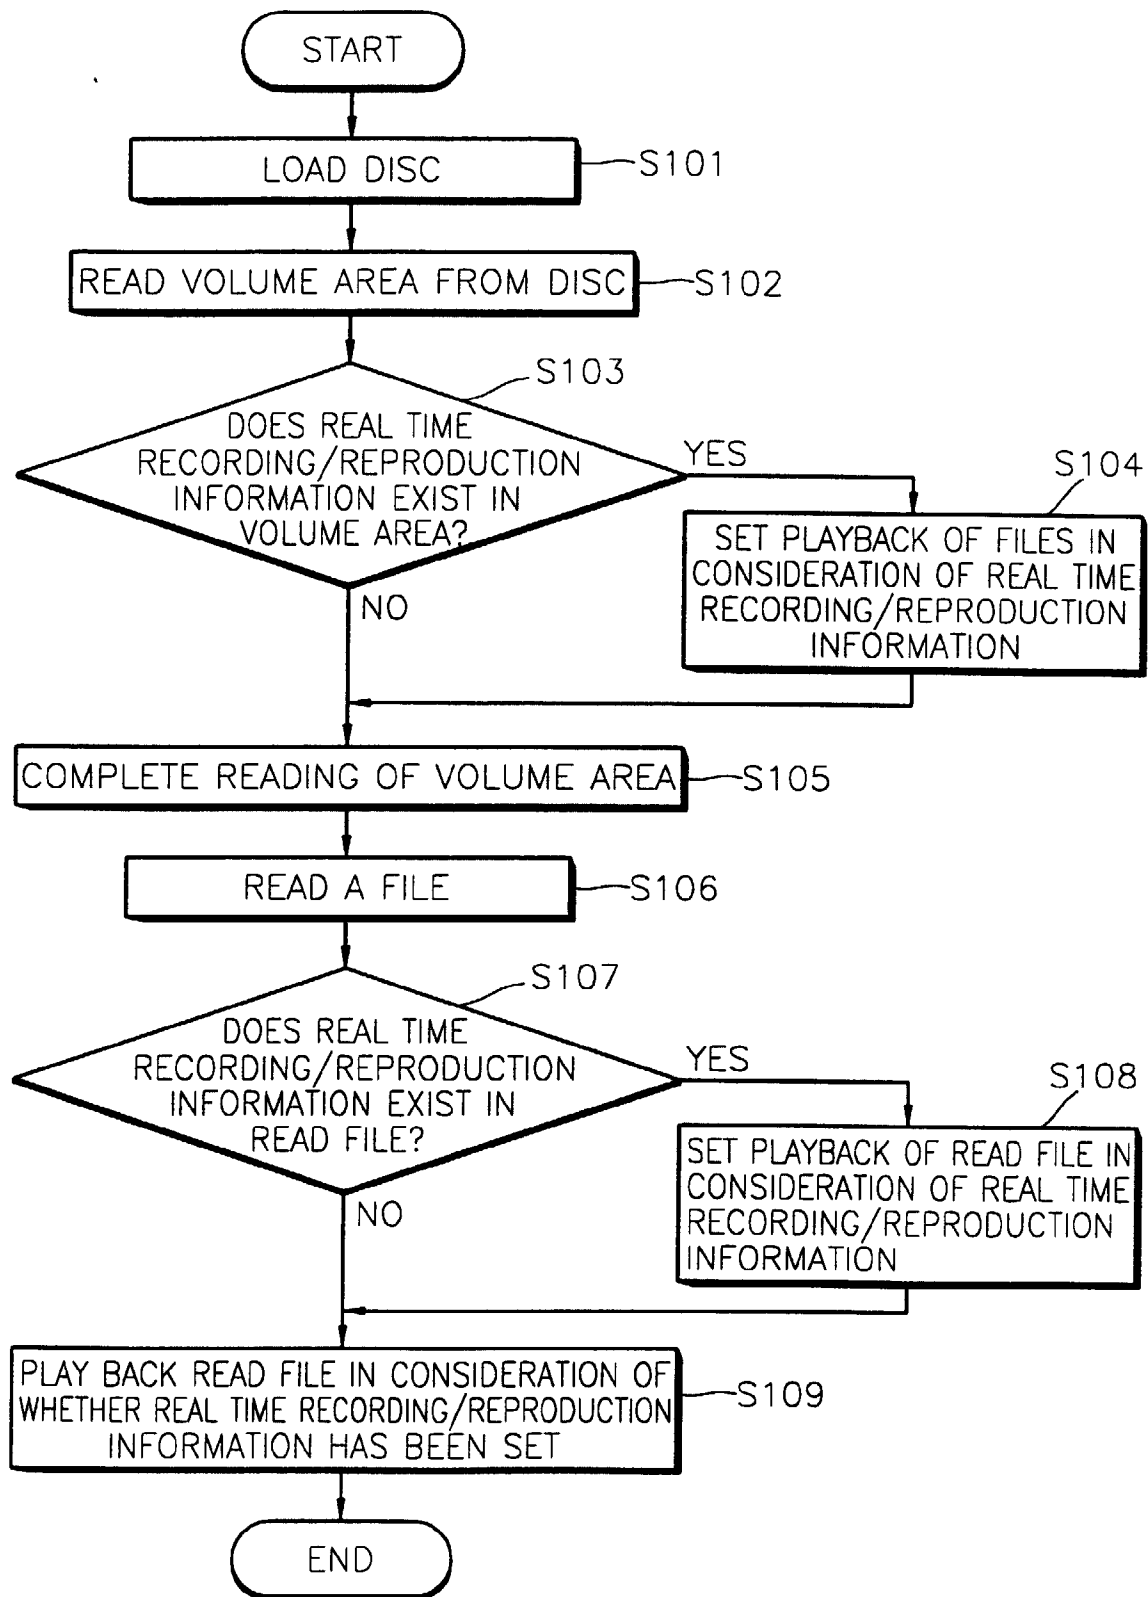 START
LOAD DISC
S101
READ VOLUME AREA FROM DISC
S102
S103
DOES REAL TIME
RECORDING/REPRODUCTION
INFORMATION EXIST IN
VOLUME AREA?
YES
NO
S104
SET PLAYBACK OF FILES IN
CONSIDERATION OF REAL TIME
RECORDING/REPRODUCTION
INFORMATION
COMPLETE READING OF VOLUME AREA
S105
READ A FILE
S106
S107
DOES REAL TIME
RECORDING/REPRODUCTION
INFORMATION EXIST IN
READ FILE?
YES
NO
S108
SET PLAYBACK OF READ FILE IN
CONSIDERATION OF REAL TIME
RECORDING/REPRODUCTION
INFORMATION
PLAY BACK READ FILE IN CONSIDERATION OF
WHETHER REAL TIME RECORDING/REPRODUCTION
INFORMATION HAS BEEN SET
S109
END